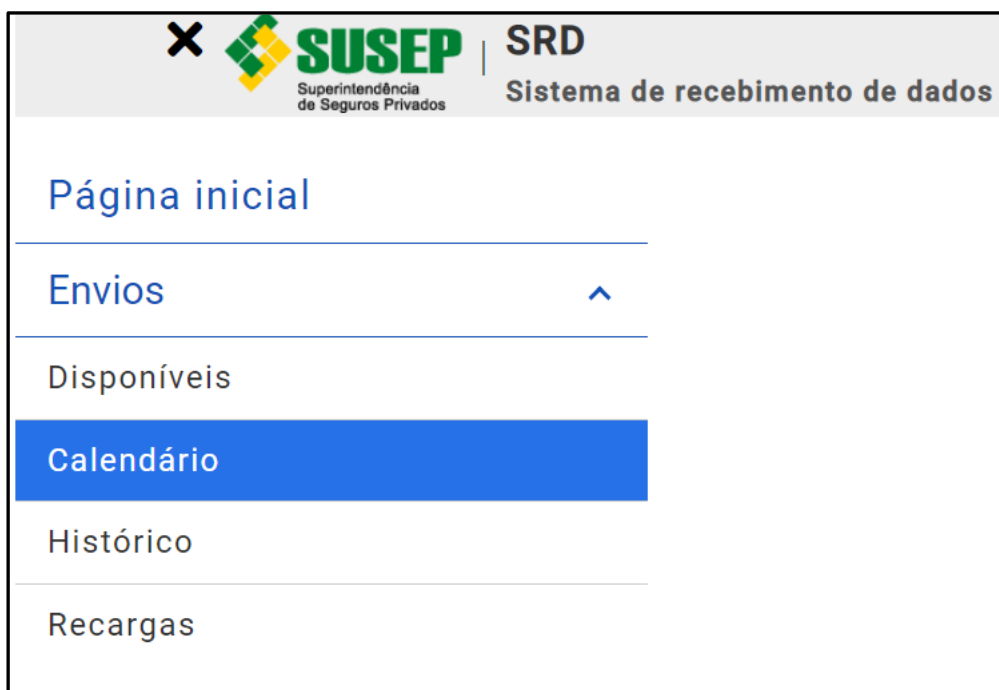 SUSEP
Superintendência
de Seguros Privados
SRD
Sistema de recebimento de dados
Página inicial
Envios
Disponíveis
Calendário
Histórico
Recargas